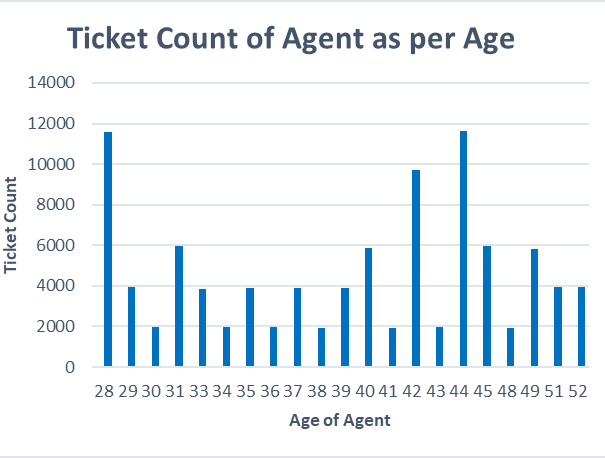 Ticket Count of Agent as per Age
14000
12000
10000
8000
6000
4000
2000
0
Ticket Count
28 29 30 31 33 34 35 36 37 38 39 40 41 42 43 44 45 48 49 51 52
Age of Agent